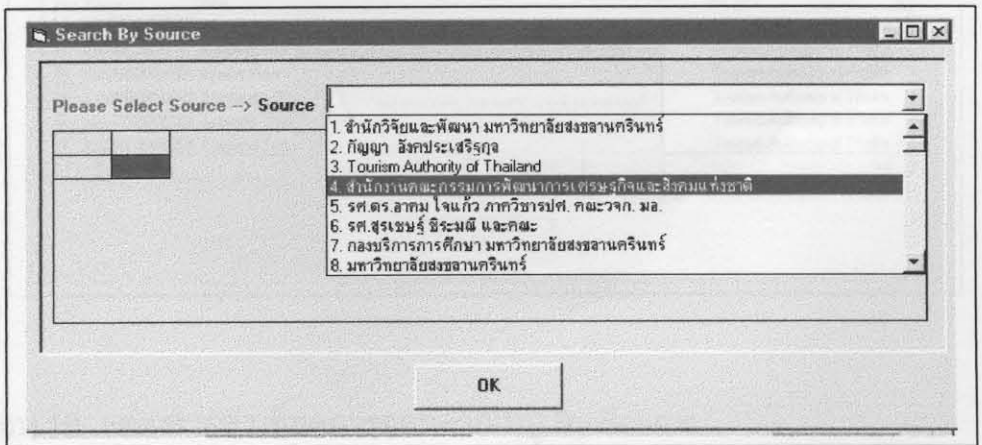 Search By Source
Please Select Source --> Source
1. สำนักวิจัยและพัฒนา มหาวิทยาลัยสงขลานครินทร์
2. กัญญา อังคประเสริฐกุล
3. Tourism Authority of Thailand
4. สำนักงานคณะกรรมการพัฒนาการเศรษฐกิจและสังคมแห่งชาติ
5. รศ.ดร.อาคม ใจแก้ว ภาควิชารปศ. คณะวจก. มอ.
6. รศ.สุรเชษฐ์ ชิระมณี และคณะ
7. กองบริการการศึกษา มหาวิทยาลัยสงขลานครินทร์
8. มหาวิทยาลัยสงขลานครินทร์
OK